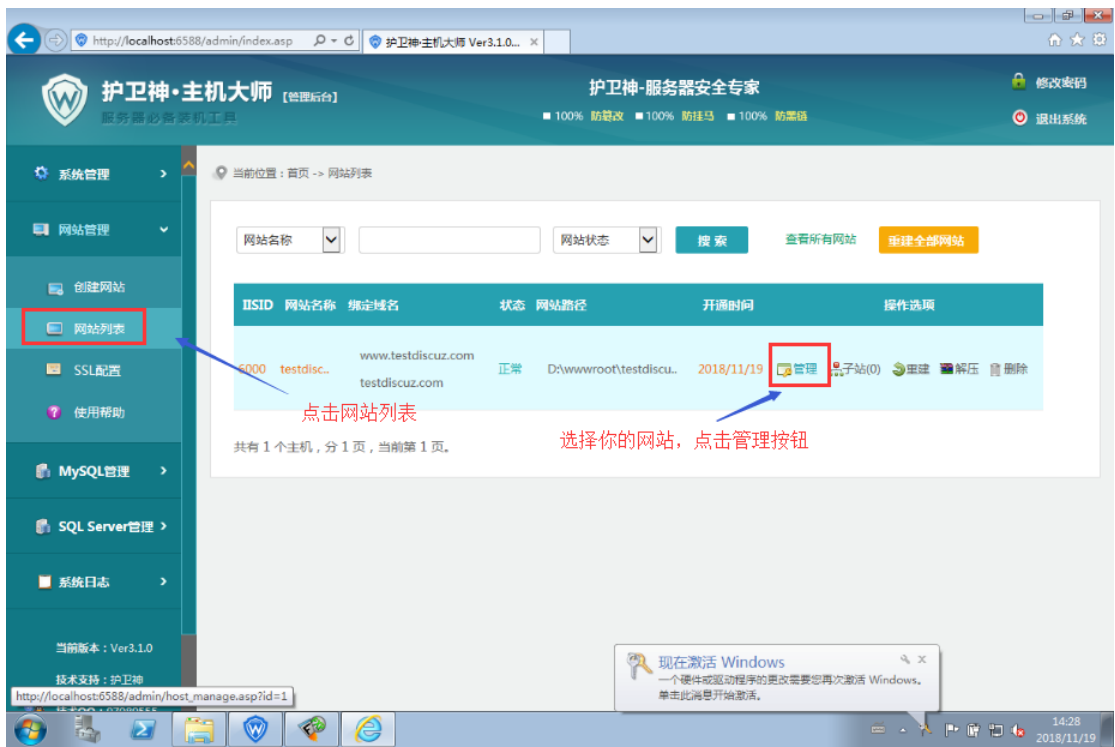 http://localhost:6588/admin/index.asp
护卫神·主机大师 Ver3.1.0...
护卫神·主机大师 [管理后台]
服务器必备装机工具
护卫神-服务器安全专家
100% 防篡改 100% 防挂马 100% 防黑链
修改密码
退出系统
系统管理
网站管理
创建网站
网站列表
SSL配置
使用帮助
MySQL管理
SQL Server管理
系统日志
当前版本：Ver3.1.0
技术支持：护卫神
当前位置：首页 -> 网站列表
网站名称
网站状态
搜 索
查看所有网站
重建全部网站
IISID 网站名称 绑定域名 状态 网站路径 开通时间 操作选项
6000 testdisc.. www.testdiscuz.com 正常 D:\wwwroot\testdiscu.. 2018/11/19 管理 子站(0) 重建 解压 删除
testdiscuz.com
点击网站列表
选择你的网站，点击管理按钮
共有 1 个主机，分 1 页，当前第 1 页。
现在激活 Windows
一个硬件或驱动程序的更改需要您再次激活 Windows。
单击此消息开始激活。
http://localhost:6588/admin/host_manage.asp?id=1
14:28
2018/11/19